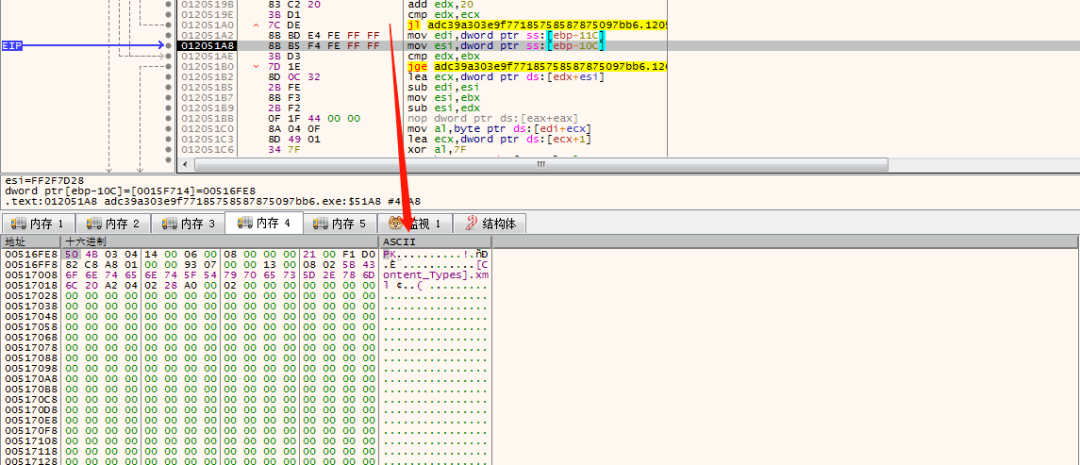 0120519B 83 C2 20 add edx,20
0120519E 3B D1 cmp edx,ecx
012051A0 7C DE jl adc39a303e9f77185758587875097bb6.1205
012051A2 8B BD E4 FE FF FF mov edi,dword ptr ss:[ebp-11C]
EIP 012051A8 8B B5 F4 FE FF FF mov esi,dword ptr ss:[ebp-10C]
012051AE 3B D3 cmp edx,ebx
012051B0 7D 1E jge adc39a303e9f77185758587875097bb6.120
012051B2 8D 0C 32 lea ecx,dword ptr ds:[edx+esi]
012051B5 2B FE sub edi,esi
012051B7 8B F3 mov esi,ebx
012051B9 2B F2 sub esi,edx
012051BB 0F 1F 44 00 00 nop dword ptr ds:[eax+eax]
012051C0 8A 04 0F mov al,byte ptr ds:[edi+ecx]
012051C3 8D 49 01 lea ecx,dword ptr ds:[ecx+1]
012051C6 34 7F xor al,7F
esi=FF2F7D28
dword ptr[ebp-10C]=[0015F714]=00516FE8
.text:012051A8 adc39a303e9f77185758587875097bb6.exe:$51A8 #45A8
内存 1 内存 2 内存 3 内存 4 内存 5 监视 1 结构体
地址 十六进制 ASCII
00516FE8 50 4B 03 04 14 00 06 00 08 00 00 00 21 00 F1 D0 PK..........!.ñÐ
00516FF8 82 C8 A8 01 00 00 93 07 00 00 13 00 08 02 5B 43
00517008 6F 6E 74 65 6E 74 5F 54 79 70 65 73 5D 2E 78 6D ontent_Types].xm
00517018 6C 20 A2 04 02 28 A0 00 02 00 00 00 00 00 00 00 l ¢..( .........
00517028 00 00 00 00 00 00 00 00 00 00 00 00 00 00 00 00 ................
00517038 00 00 00 00 00 00 00 00 00 00 00 00 00 00 00 00 ................
00517048 00 00 00 00 00 00 00 00 00 00 00 00 00 00 00 00 ................
00517058 00 00 00 00 00 00 00 00 00 00 00 00 00 00 00 00 ................
00517068 00 00 00 00 00 00 00 00 00 00 00 00 00 00 00 00 ................
00517078 00 00 00 00 00 00 00 00 00 00 00 00 00 00 00 00 ................
00517088 00 00 00 00 00 00 00 00 00 00 00 00 00 00 00 00 ................
00517098 00 00 00 00 00 00 00 00 00 00 00 00 00 00 00 00 ................
005170A8 00 00 00 00 00 00 00 00 00 00 00 00 00 00 00 00 ................
005170B8 00 00 00 00 00 00 00 00 00 00 00 00 00 00 00 00 ................
005170C8 00 00 00 00 00 00 00 00 00 00 00 00 00 00 00 00 ................
005170D8 00 00 00 00 00 00 00 00 00 00 00 00 00 00 00 00 ................
005170E8 00 00 00 00 00 00 00 00 00 00 00 00 00 00 00 00 ................
005170F8 00 00 00 00 00 00 00 00 00 00 00 00 00 00 00 00 ................
00517108 00 00 00 00 00 00 00 00 00 00 00 00 00 00 00 00 ................
00517118 00 00 00 00 00 00 00 00 00 00 00 00 00 00 00 00 ................
00517128 00 00 00 00 00 00 00 00 00 00 00 00 00 00 00 00 ................